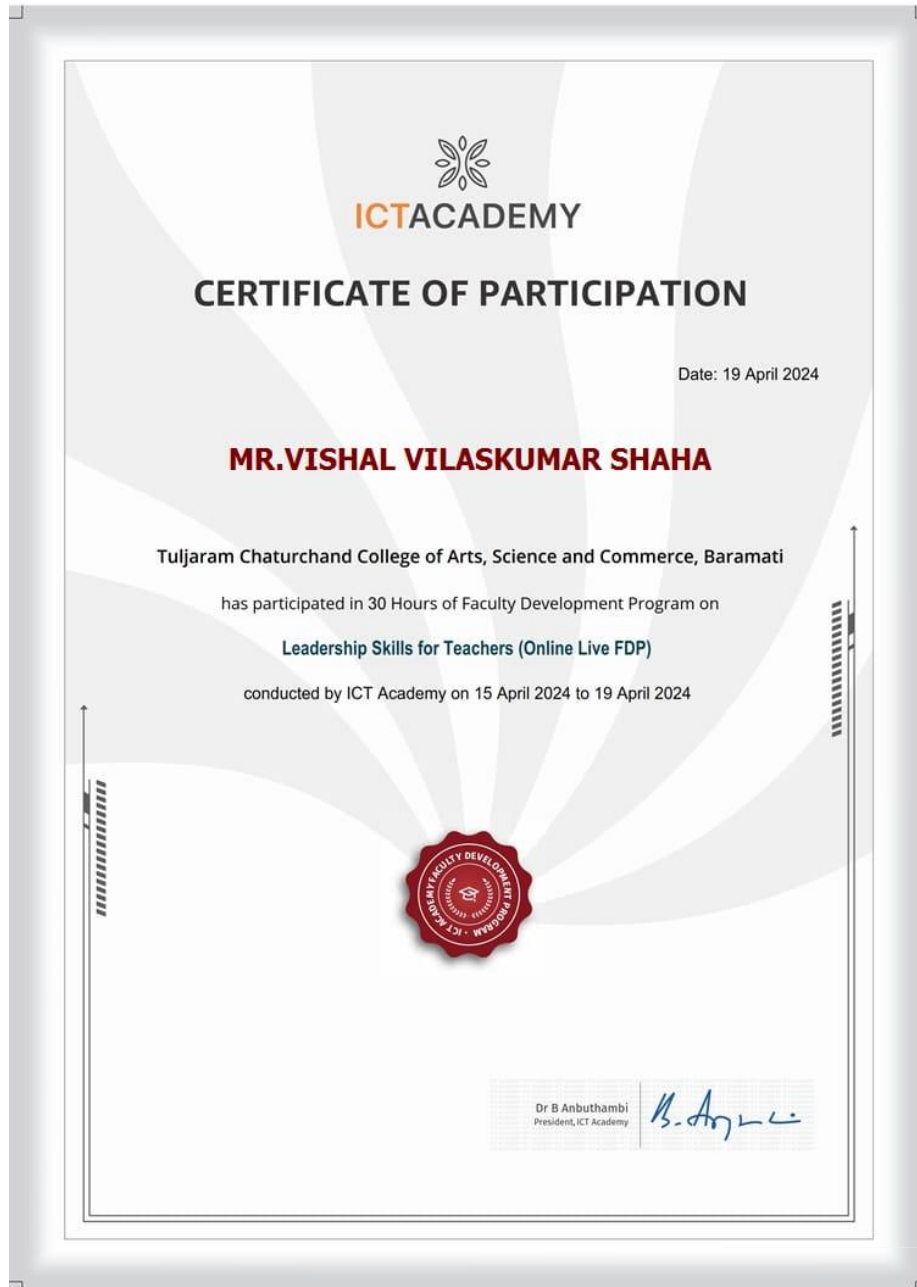 ICTACADEMY
CERTIFICATE OF PARTICIPATION
Date: 19 April 2024
MR.VISHAL VILASKUMAR SHAHA
Tuljaram Chaturchand College of Arts, Science and Commerce, Baramati
has participated in 30 Hours of Faculty Development Program on
Leadership Skills for Teachers (Online Live FDP)
conducted by ICT Academy on 15 April 2024 to 19 April 2024
FACULTY DEVELOPMENT PROGRAM • ICT ACADEMY
Dr B Anbuthambi
President, ICT Academy